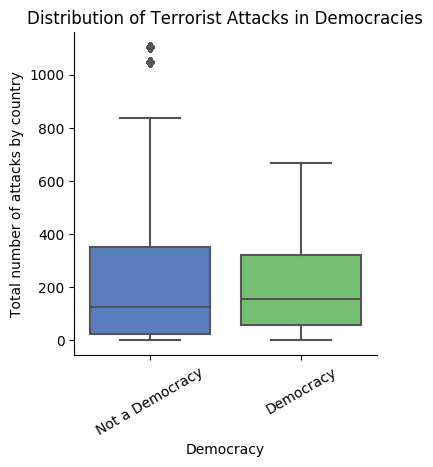 Distribution of Terrorist Attacks in Democracies
Total number of attacks by country
1000
800
600
400
200
0
Not a Democracy
Democracy
Democracy